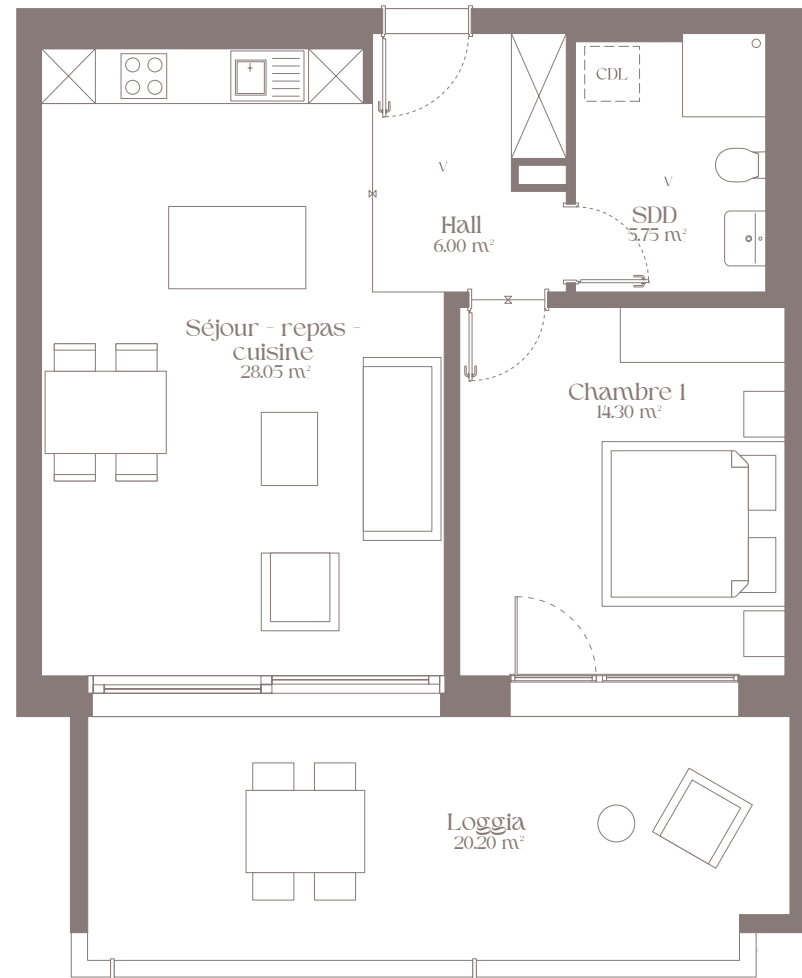 CDL
V
V
Hall
6.00 m²
SDD
5.75 m²
Séjour - repas -
cuisine
28.05 m²
Chambre 1
14.30 m²
Loggia
20.20 m²